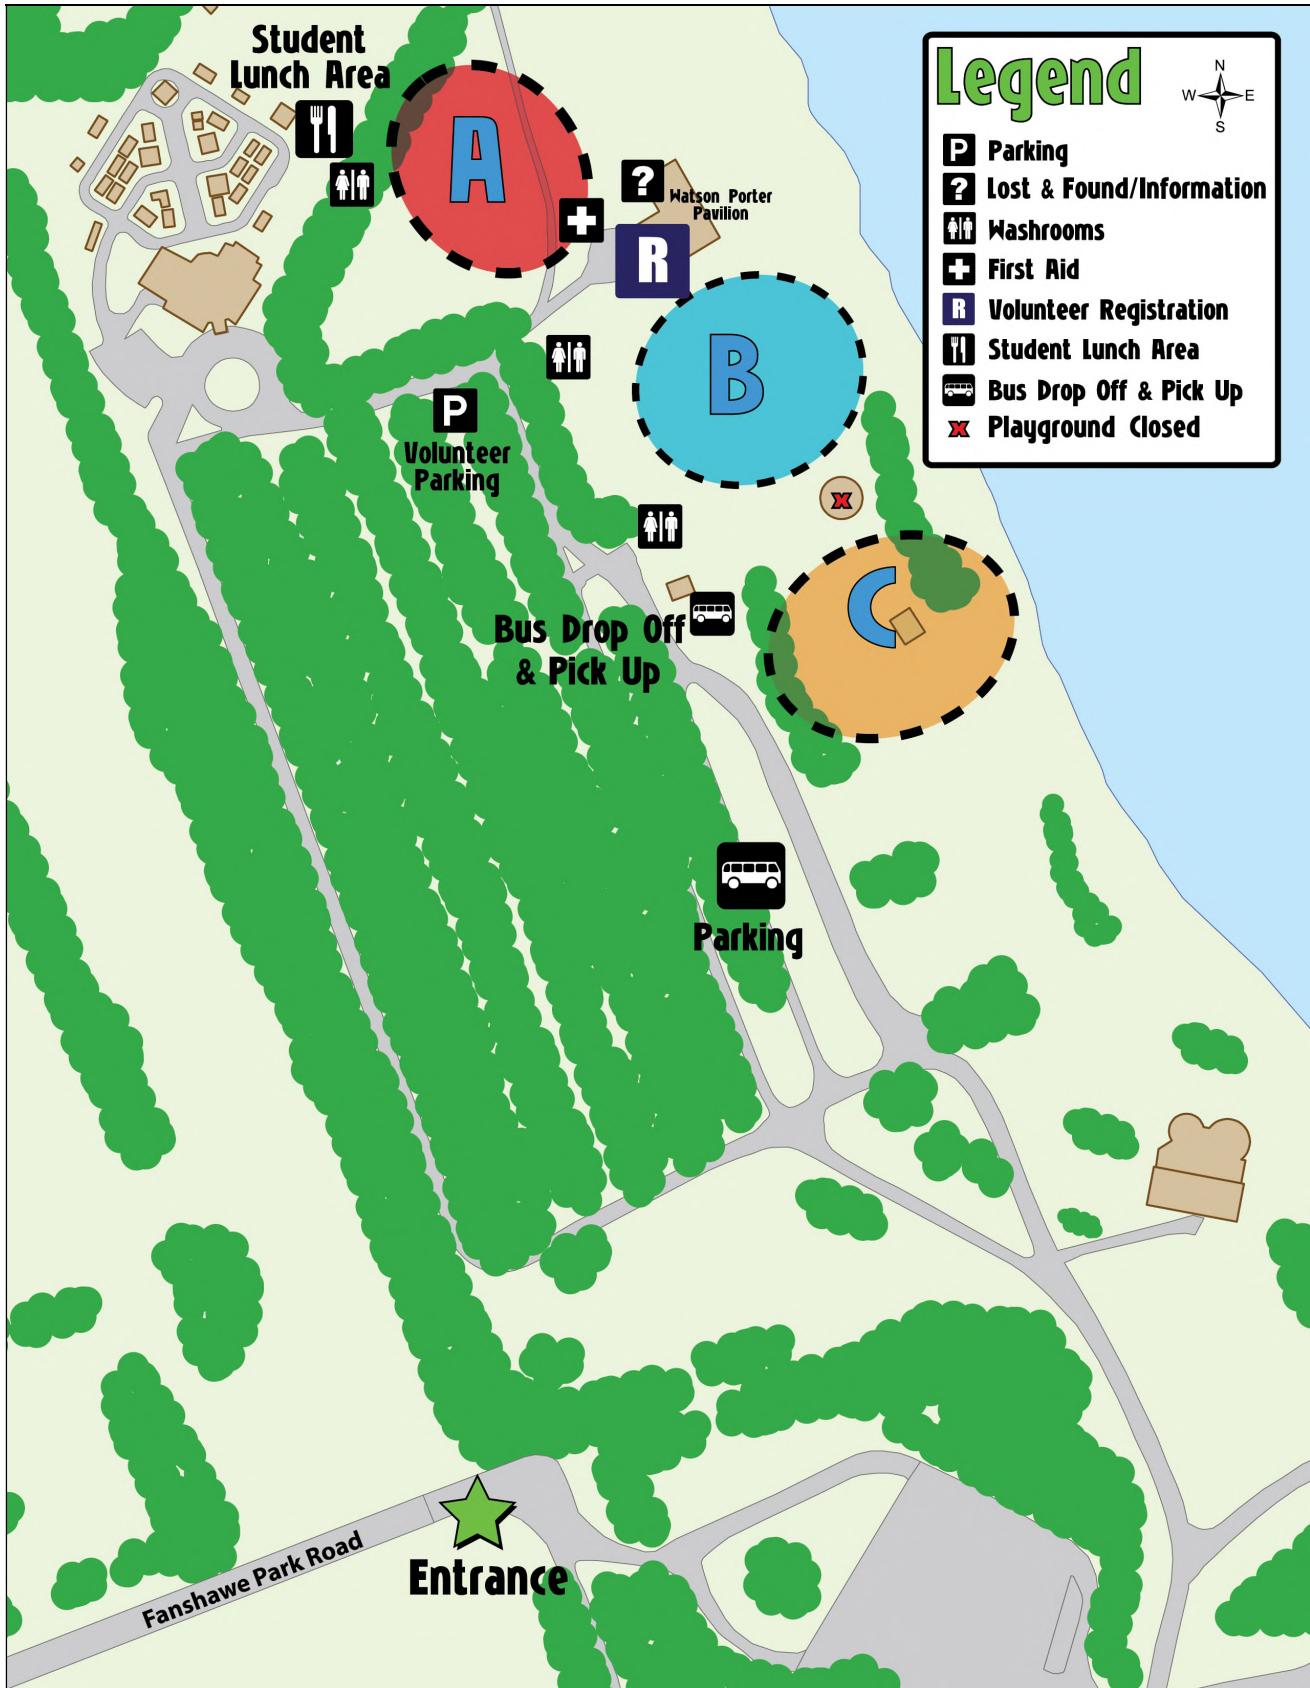 Student
Lunch Area
A
?
Watson Porter
Pavilion
R
B
P
Volunteer
Parking
x
C
Bus Drop Off
& Pick Up
Parking
Entrance
Fanshawe Park Road
Legend
N
W
E
S
P Parking
? Lost & Found/Information
Washrooms
First Aid
R Volunteer Registration
Student Lunch Area
Bus Drop Off & Pick Up
x Playground Closed